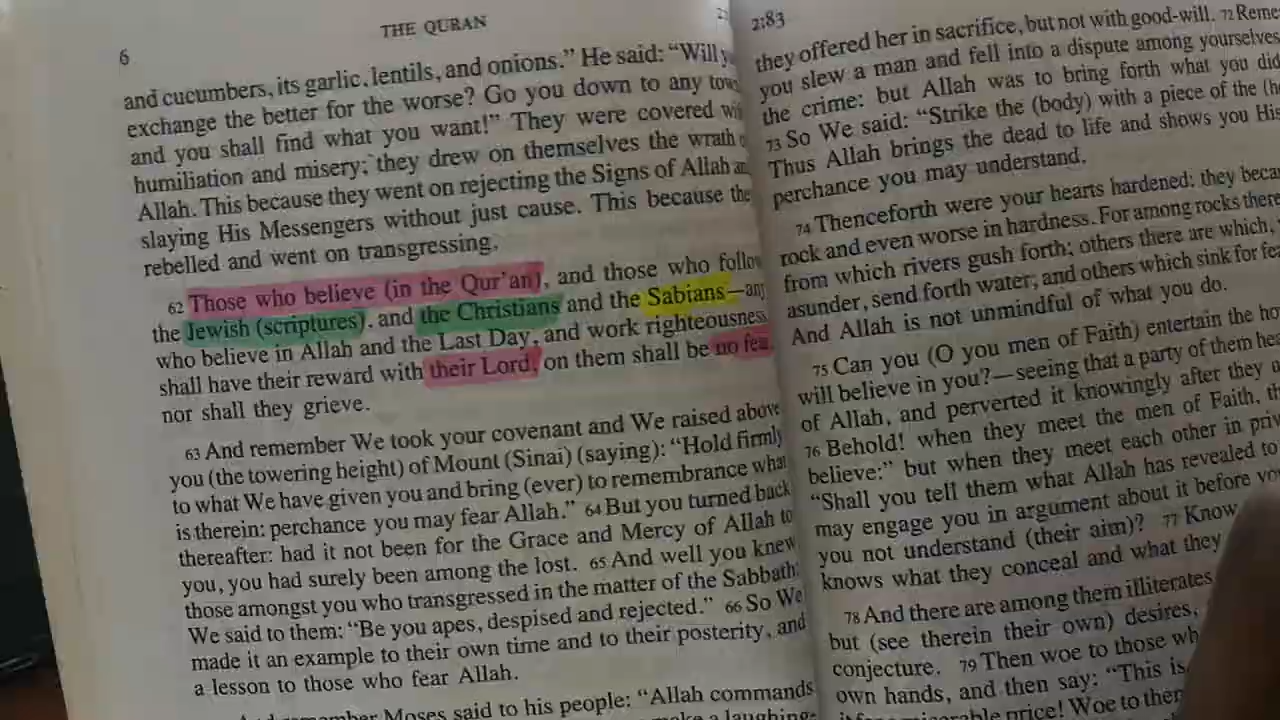 6
THE QURAN
and cucumbers, its garlic, lentils, and onions.” He said: “Will
exchange the better for the worse? Go you down to any
and you shall find what you want!” They were covered
humiliation and misery; they drew on themselves the wrath
Allah. This because they went on rejecting the Signs of Allah
slaying His Messengers without just cause. This because
rebelled and went on transgressing.
62 Those who believe (in the Qur'an), and those who
the Jewish (scriptures), and the Christians and the Sabians—any
who believe in Allah and the Last Day, and work righteousness,
shall have their reward with their Lord; on them shall be no
nor shall they grieve.
63 And remember We took your covenant and We raised above
you (the towering height) of Mount (Sinai) (saying): “Hold firmly
to what We have given you and bring (ever) to remembrance what
is therein: perchance you may fear Allah.” 64 But you turned back
thereafter: had it not been for the Grace and Mercy of Allah to
you, you had surely been among the lost. 65 And well you knew
those amongst you who transgressed in the matter of the Sabbath:
We said to them: “Be you apes, despised and rejected.” 66 So We
made it an example to their own time and to their posterity, and
a lesson to those who fear Allah.
Moses said to his people: “Allah commands
2:83
they offered her in sacrifice, but not with good-will. 72
you slew a man and fell into a dispute among yourselves
the crime: but Allah was to bring forth what you did
73 So We said: “Strike the (body) with a piece of the
Thus Allah brings the dead to life and shows you His
perchance you may understand.
74 Thenceforth were your hearts hardened: they
rock and even worse in hardness. For among rocks there
from which rivers gush forth; others there are which,
asunder, send forth water; and others which sink for
And Allah is not unmindful of what you do.
75 Can you (O you men of Faith) entertain the
will believe in you?—seeing that a party of them
of Allah, and perverted it knowingly after they
76 Behold! when they meet the men of Faith,
believe:” but when they meet each other in
“Shall you tell them what Allah has revealed to
may engage you in argument about it before
you not understand (their aim)? 77 Know
knows what they conceal and what they
78 And there are among them illiterates,
but (see therein their own) desires,
conjecture. 79 Then woe to those
own hands, and then say: “This is
price! Woe to